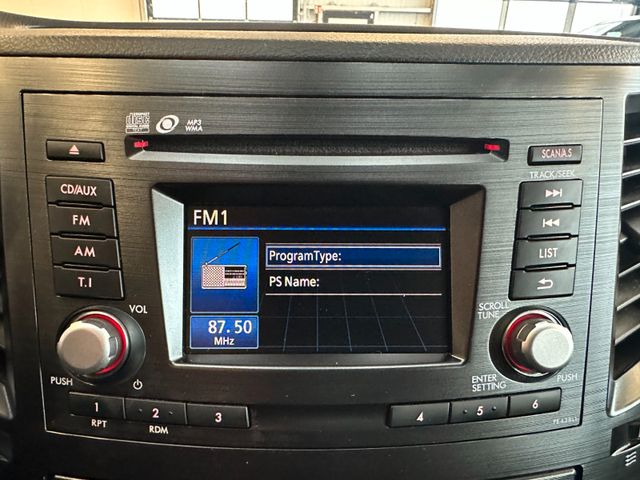 MP3
WMA
SCAN/A.S
TRACK/SEEK
CD/AUX
FM
AM
T.I
LIST
FM1
ProgramType:
PS Name:
87.50
MHz
VOL
PUSH
SCROLL
TUNE
ENTER
SETTING
PUSH
1
2
3
4
5
6
RPT
RDM